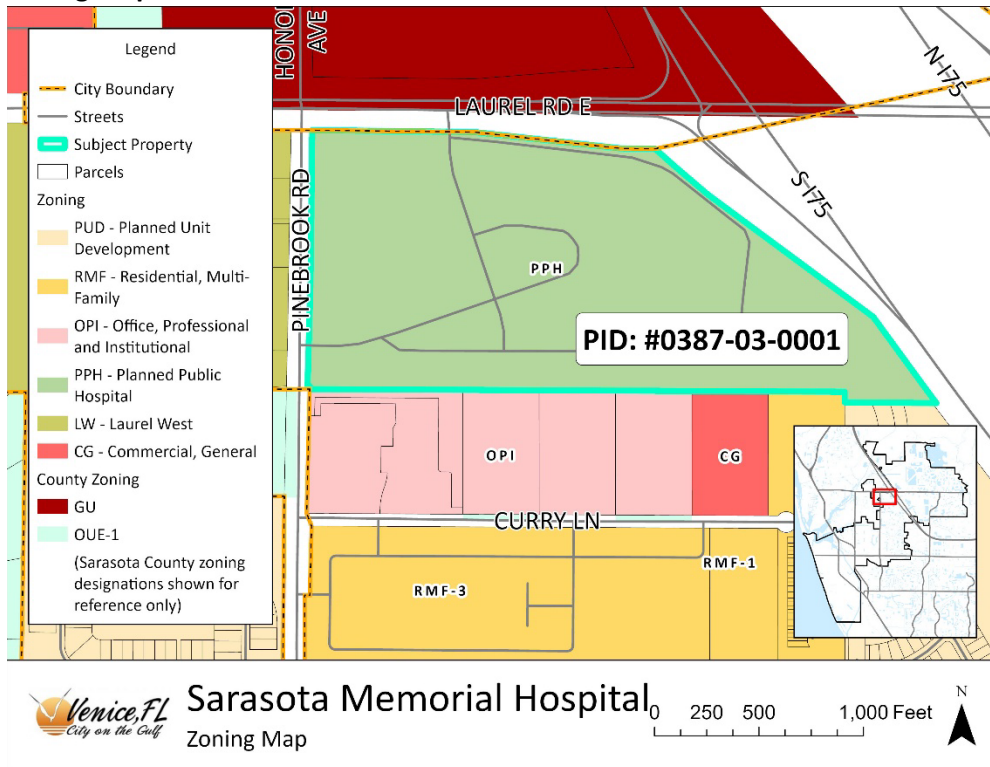 Legend
City Boundary
Streets
Subject Property
Parcels
Zoning
PUD - Planned Unit
Development
RMF - Residential, Multi-
Family
OPI - Office, Professional
and Institutional
PPH - Planned Public
Hospital
LW - Laurel West
CG - Commercial, General
County Zoning
GU
OUE-1
(Sarasota County zoning
designations shown for
reference only)
AVE
LAUREL RD E
N I75
S I75
PINEBROOK RD
PPH
PID: #0387-03-0001
OPI
CG
CURRY LN
RMF-3
RMF-1
Venice, FL
City on the Gulf
Sarasota Memorial Hospital
Zoning Map
0 250 500 1,000 Feet
N